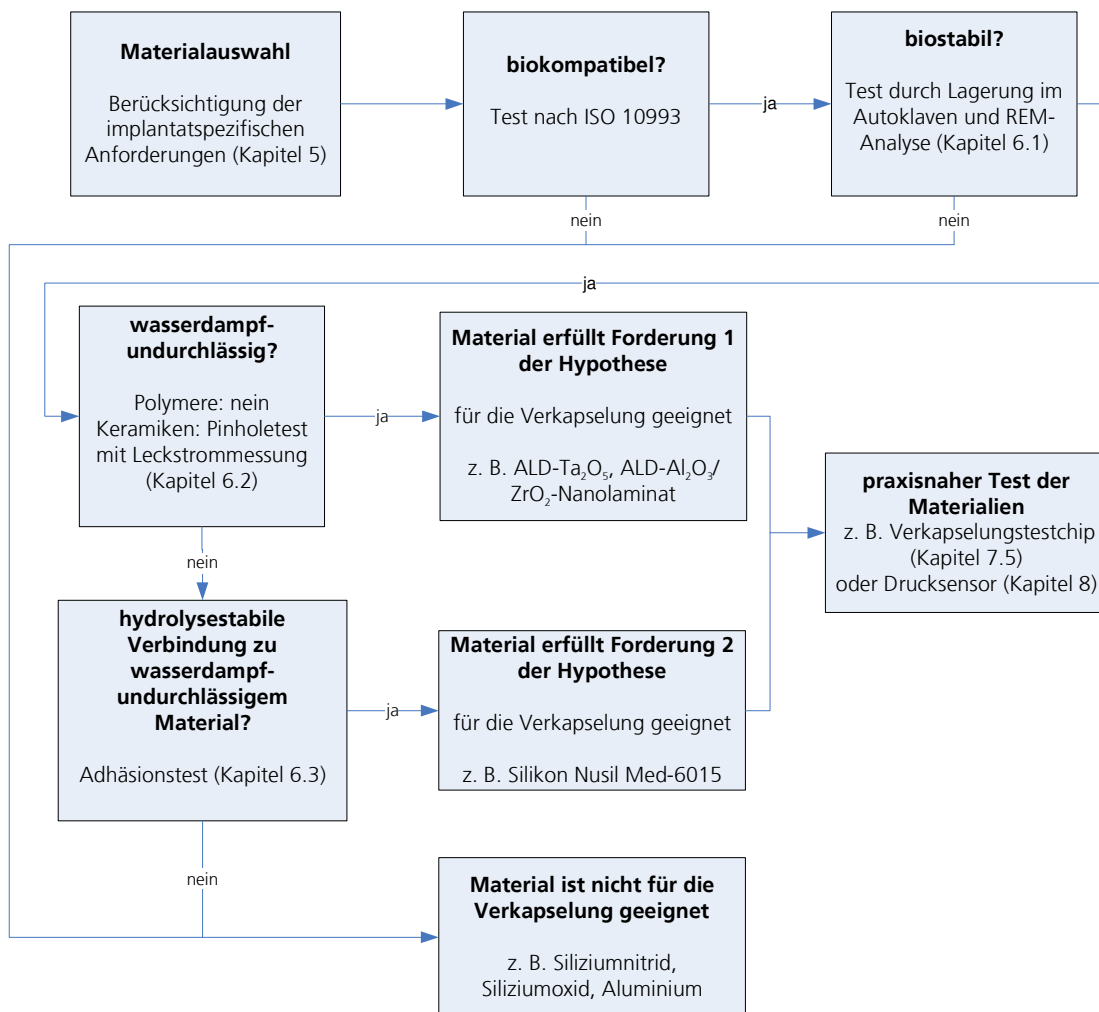 Materialauswahl
Berücksichtigung der
implantatspezifischen
Anforderungen (Kapitel 5)
biokompatibel?
Test nach ISO 10993
ja
biostabil?
Test durch Lagerung im
Autoklaven und REM-
Analyse (Kapitel 6.1)
nein
nein
ja
wasserdampf-
undurchlässig?
Polymere: nein
Keramiken: Pinholetest
mit Leckstrommessung
(Kapitel 6.2)
ja
Material erfüllt Forderung 1
der Hypothese
für die Verkapselung geeignet
z. B. ALD-Ta₂O₅, ALD-Al₂O₃/
ZrO₂-Nanolaminat
praxisnaher Test der
Materialien
z. B. Verkapselungstestchip
(Kapitel 7.5)
oder Drucksensor (Kapitel 8)
nein
hydrolysestabile
Verbindung zu
wasserdampf-
undurchlässigem
Material?
Adhäsionstest (Kapitel 6.3)
ja
Material erfüllt Forderung 2
der Hypothese
für die Verkapselung geeignet
z. B. Silikon Nusil Med-6015
nein
Material ist nicht für die
Verkapselung geeignet
z. B. Siliziumnitrid,
Siliziumoxid, Aluminium